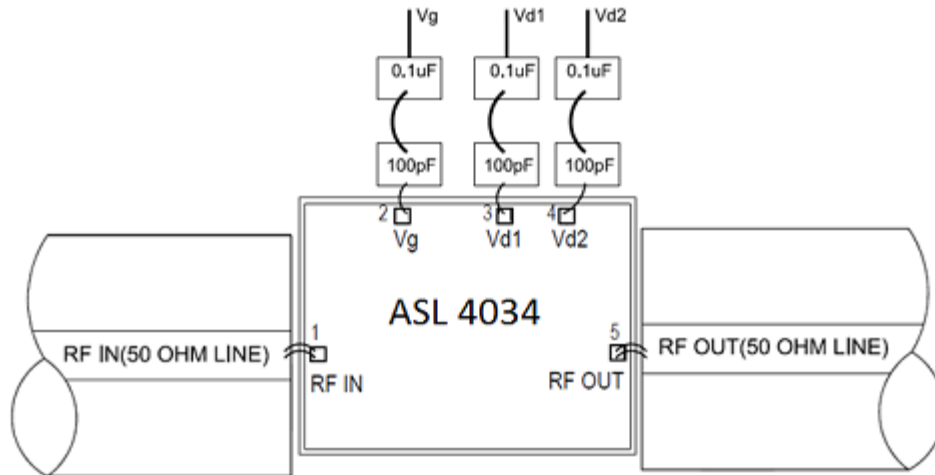 Vg Vd1 Vd2
0.1uF 0.1uF 0.1uF
100pF 100pF 100pF
2 3 4
Vg Vd1 Vd2
ASL 4034
1 5
RF IN(50 OHM LINE) RF OUT(50 OHM LINE)
RF IN RF OUT